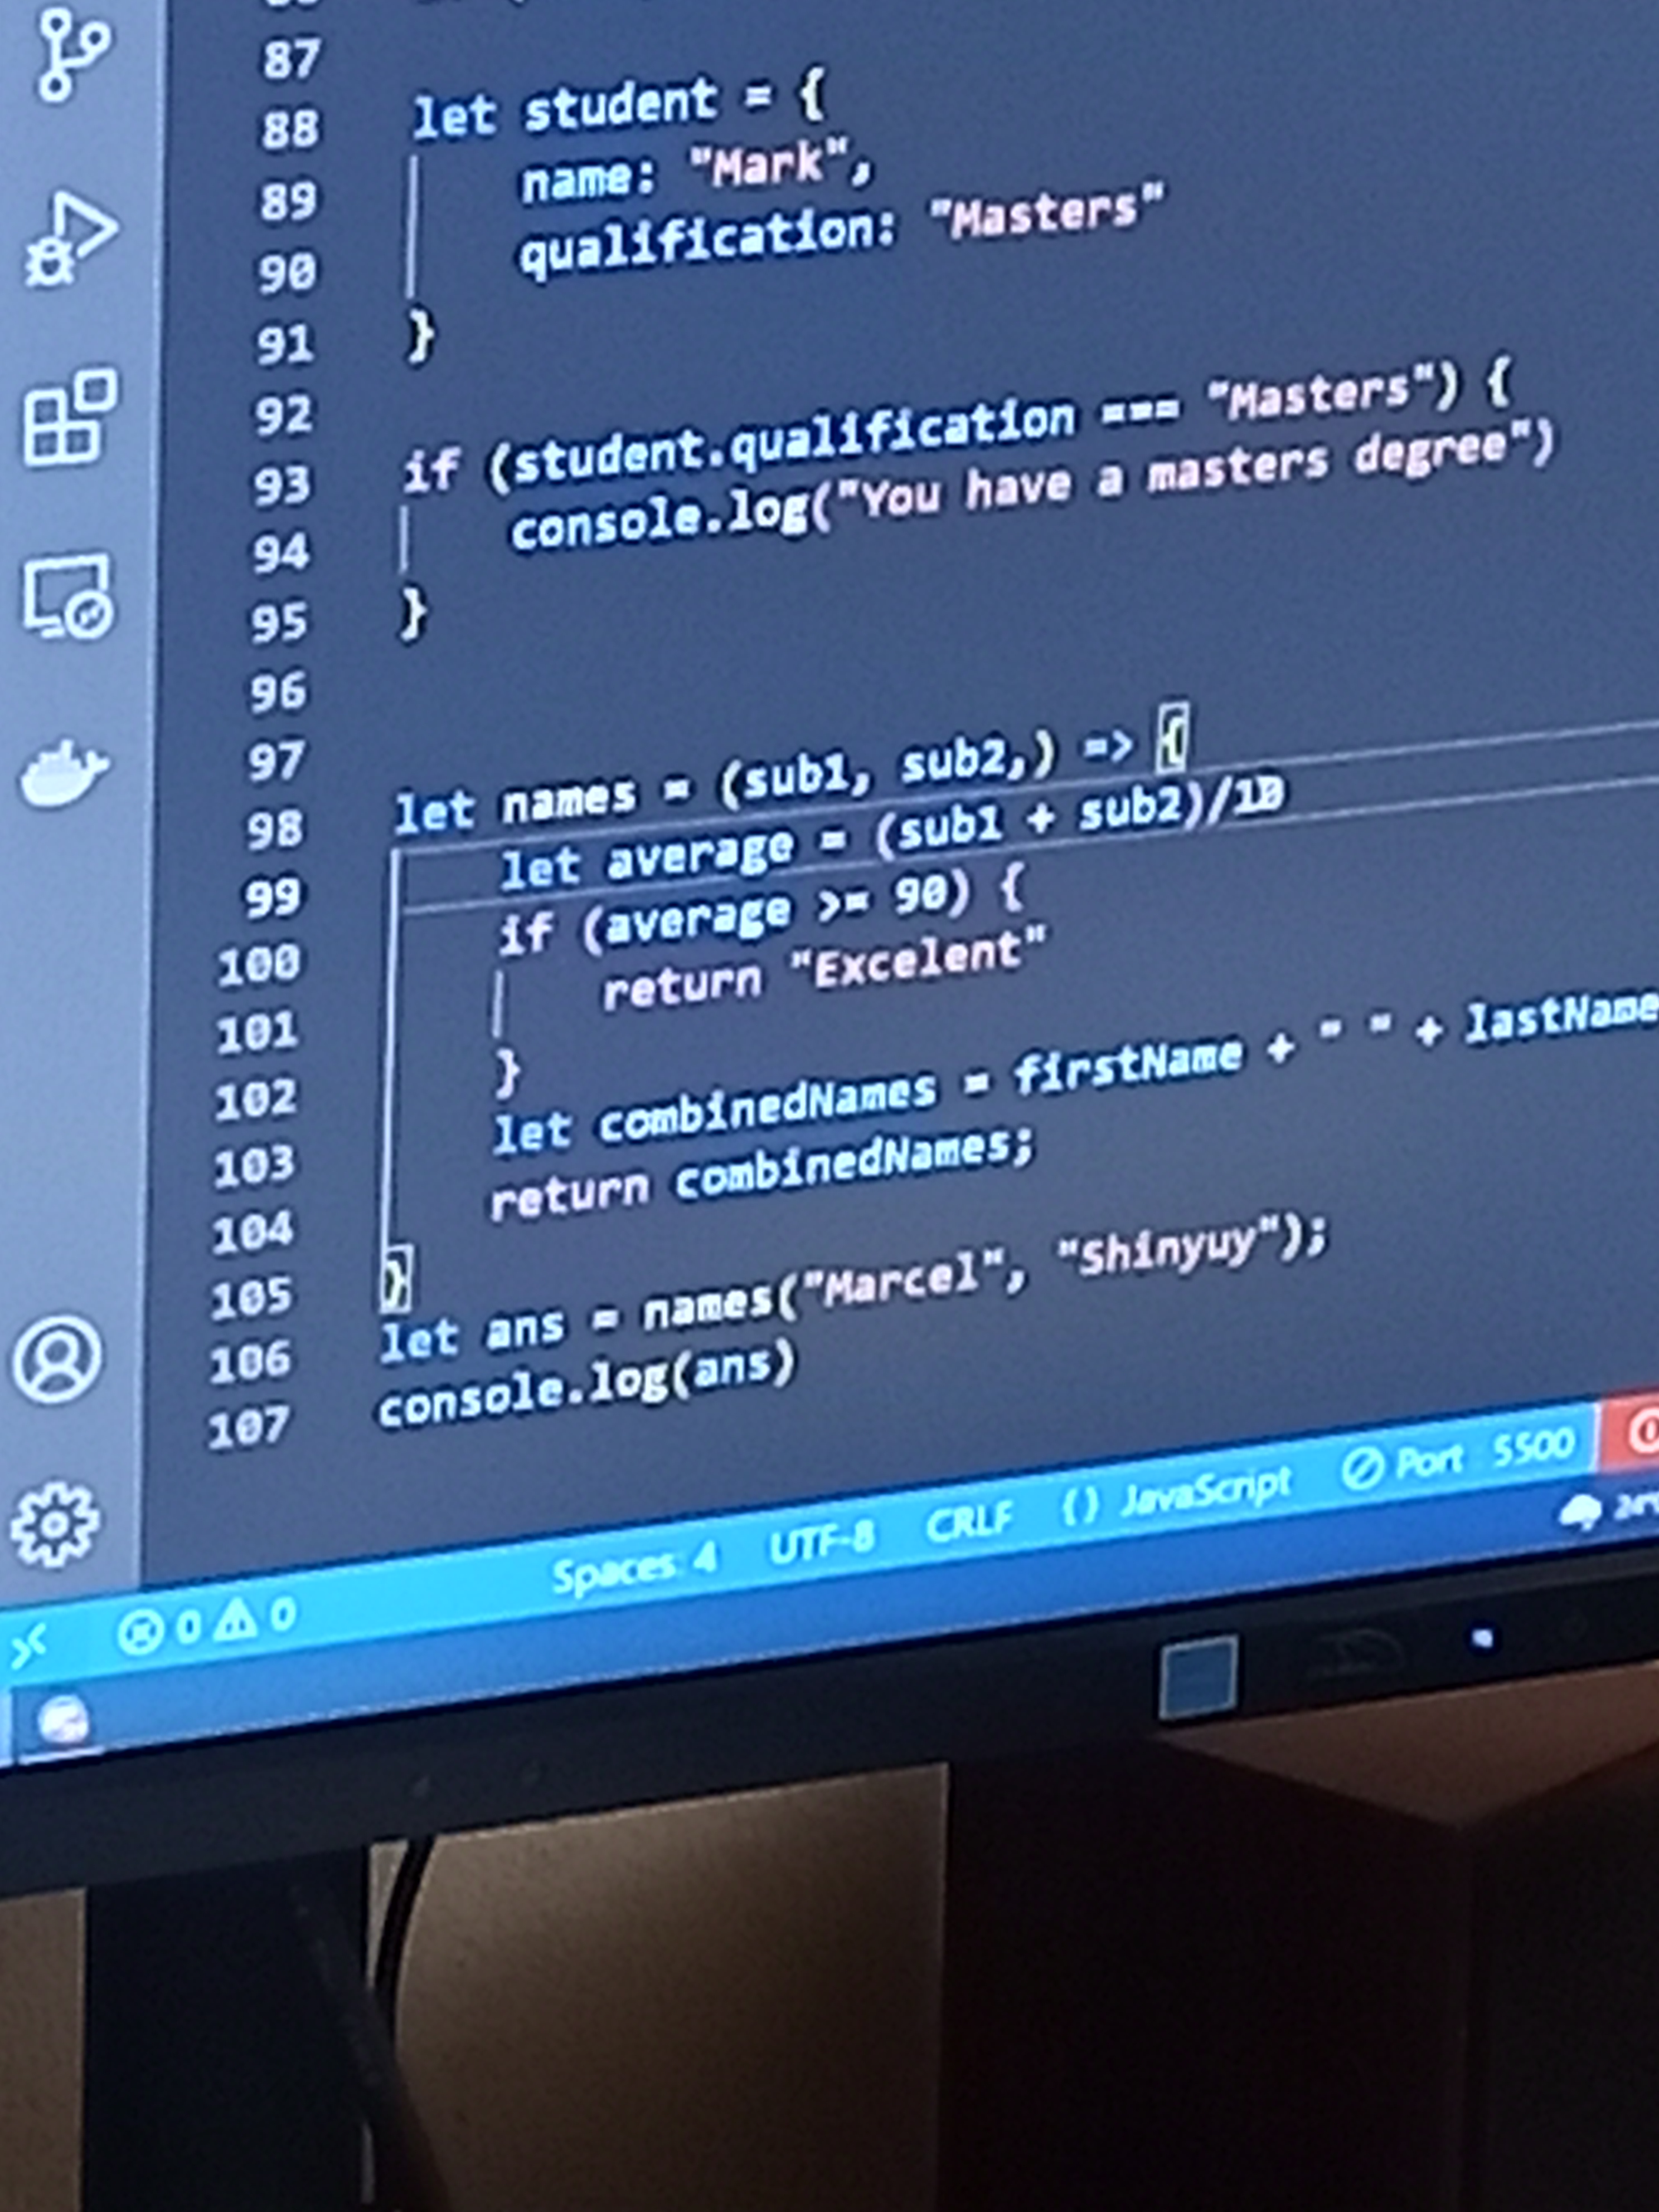 87
88 let student = {
89 name: "Mark",
90 qualification: "Masters"
91 }
92
93 if (student.qualification === "Masters") {
94 console.log("You have a masters degree")
95 }
96
97
98 let names = (sub1, sub2,) => {
99 let average = (sub1 + sub2)/10
100 if (average >= 90) {
101 return "Excelent"
102 }
103 let combinedNames = firstName + " " + lastName
104 return combinedNames;
105 }
106 let ans = names("Marcel", "Shinyuy");
107 console.log(ans)
0 0 Spaces: 4 UTF-8 CRLF {} JavaScript Port : 5500